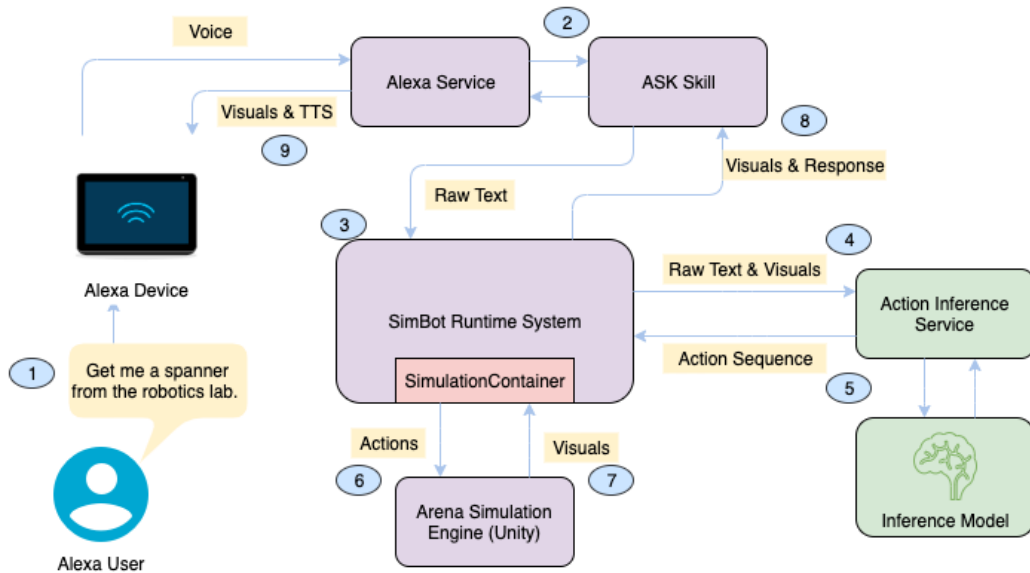 Voice
2
Alexa Service
ASK Skill
Visuals & TTS
9
8
Visuals & Response
Raw Text
3
4
Raw Text & Visuals
Alexa Device
SimBot Runtime System
Action Inference
Service
Action Sequence
1
Get me a spanner
from the robotics lab.
SimulationContainer
5
Actions
Visuals
6
7
Arena Simulation
Engine (Unity)
Inference Model
Alexa User